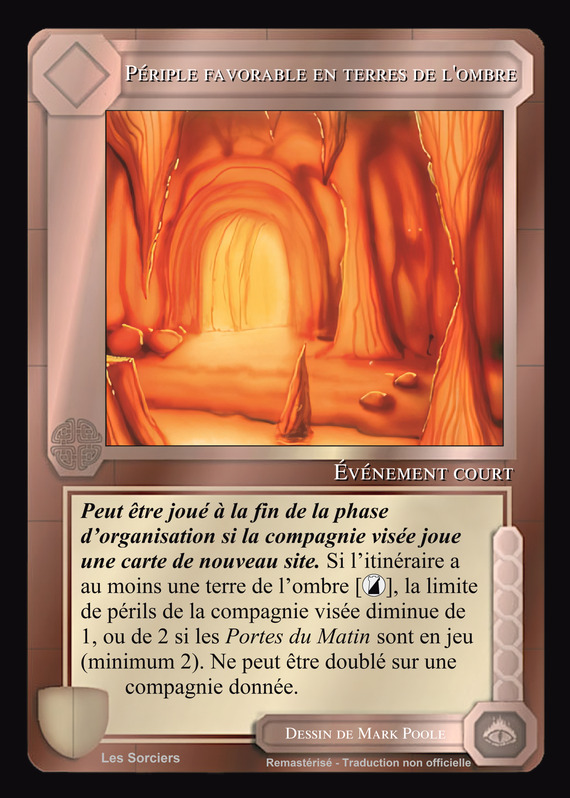 Périple favorable en terres de l'ombre
Événement court
Peut être joué à la fin de la phase
d’organisation si la compagnie visée joue
une carte de nouveau site. Si l’itinéraire a
au moins une terre de l’ombre [], la limite
de périls de la compagnie visée diminue de
1, ou de 2 si les Portes du Matin sont en jeu
(minimum 2). Ne peut être doublé sur une
compagnie donnée.
Dessin de Mark Poole
Les Sorciers
Remastérisé - Traduction non officielle